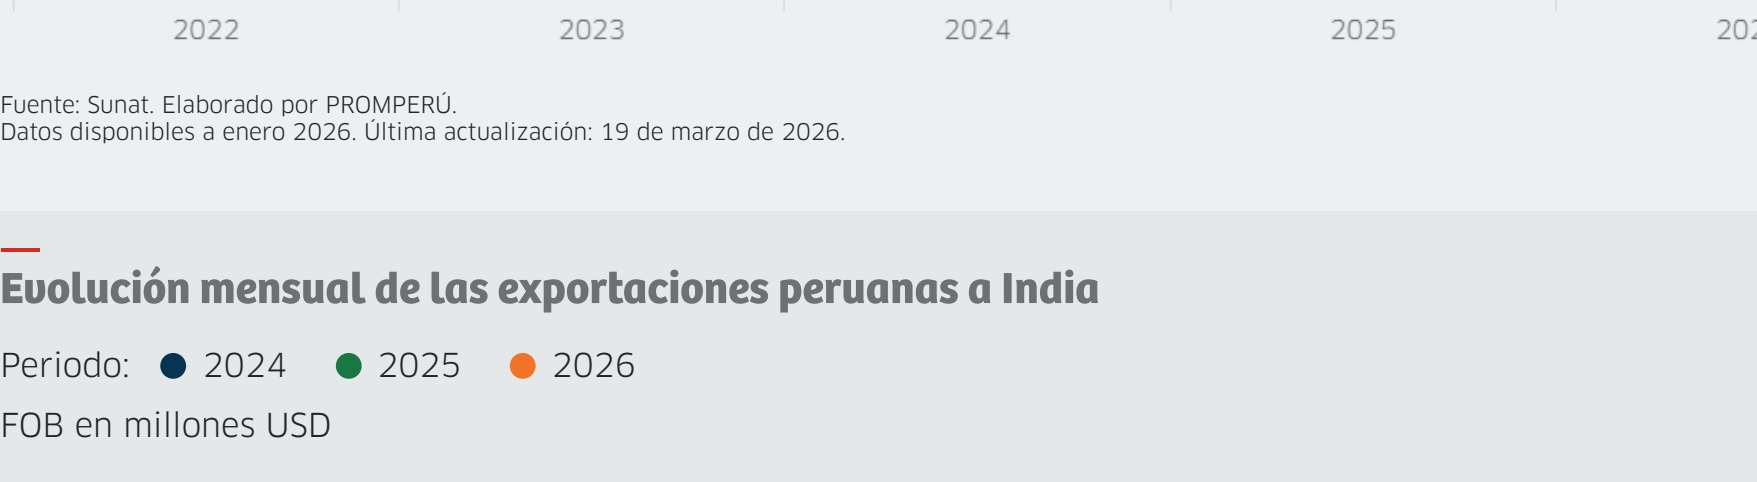 2022 2023 2024 2025
Fuente: Sunat. Elaborado por PROMPERÚ.
Datos disponibles a enero 2026. Última actualización: 19 de marzo de 2026.
Evolución mensual de las exportaciones peruanas a India
Periodo: 2024 2025 2026
FOB en millones USD